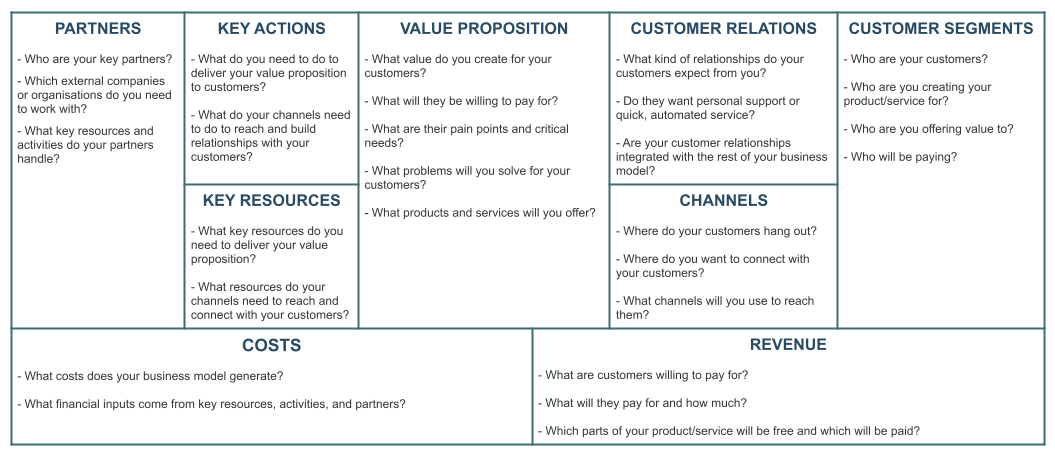 PARTNERS
- Who are your key partners?
- Which external companies
or organisations do you need
to work with?
- What key resources and
activities do your partners
handle?
KEY ACTIONS
- What do you need to do to
deliver your value proposition
to customers?
- What do your channels need
to do to reach and build
relationships with your
customers?
KEY RESOURCES
- What key resources do you
need to deliver your value
proposition?
- What resources do your
channels need to reach and
connect with your customers?
VALUE PROPOSITION
- What value do you create for your
customers?
- What will they be willing to pay for?
- What are their pain points and critical
needs?
- What problems will you solve for your
customers?
- What products and services will you offer?
CUSTOMER RELATIONS
- What kind of relationships do your
customers expect from you?
- Do they want personal support or
quick, automated service?
- Are your customer relationships
integrated with the rest of your business
model?
CHANNELS
- Where do your customers hang out?
- Where do you want to connect with
your customers?
- What channels will you use to reach
them?
CUSTOMER SEGMENTS
- Who are your customers?
- Who are you creating your
product/service for?
- Who are you offering value to?
- Who will be paying?
COSTS
- What costs does your business model generate?
- What financial inputs come from key resources, activities, and partners?
REVENUE
- What are customers willing to pay for?
- What will they pay for and how much?
- Which parts of your product/service will be free and which will be paid?